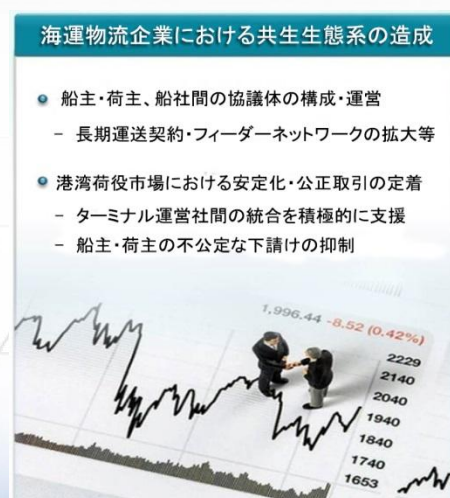 海運物流企業における共生生態系の造成
船主・荷主、船社間の協議体の構成・運営
- 長期運送契約・フィーダーネットワークの拡大等
港湾荷役市場における安定化・公正取引の定着
- ターミナル運営社間の統合を積極的に支援
- 船主・荷主の不公定な下請けの抑制
1,996.44 -8.52 (0.42%)
2229
2140
2040
1940
1840
1740
1653